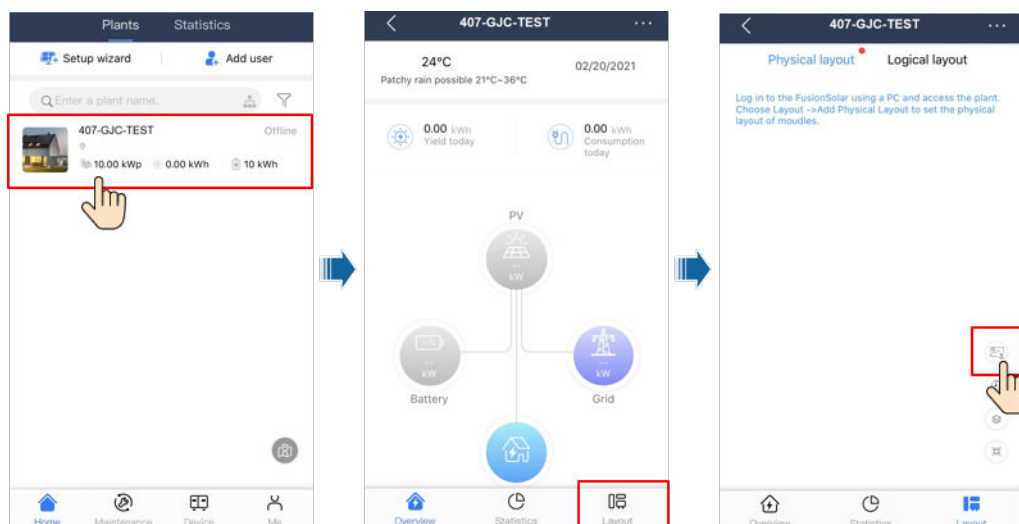 Plants Statistics
Setup wizard Add user
Enter a plant name.
407-GJC-TEST Offline
10.00 kWp 0.00 kWh 10 kWh
Home Maintenance Device Me
407-GJC-TEST ...
24°C
02/20/2021
Patchy rain possible 21°C~36°C
0.00 kWh
Yield today
0.00 kWh
Consumption
today
PV
--
kW
--
kW
--
kW
Battery Grid
Overview Statistics Layout
407-GJC-TEST ...
Physical layout Logical layout
Log in to the FusionSolar using a PC and access the plant.
Choose Layout ->Add Physical Layout to set the physical
layout of moudles.
Overview Statistics Layout